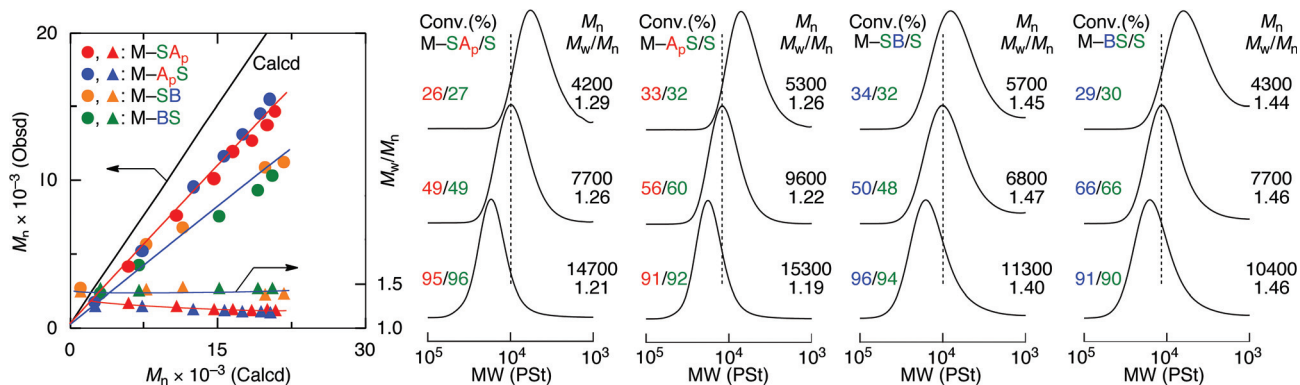 20
10
0
0
15
30
Mn × 10−3 (Obsd)
Mn × 10−3 (Calcd)
Calcd
●, ▲: M–SAp
●, ▲: M–ApS
●, ▲: M–SB
●, ▲: M–BS
Mw/Mn
1.5
1.0
Conv.(%)
M–SAp/S
Mn
Mw/Mn
26/27
4200
1.29
49/49
7700
1.26
95/96
14700
1.21
10⁵
10⁴
10³
MW (PSt)
Conv.(%)
M–ApS/S
Mn
Mw/Mn
33/32
5300
1.26
56/60
9600
1.22
91/92
15300
1.19
10⁵
10⁴
10³
MW (PSt)
Conv.(%)
M–SB/S
Mn
Mw/Mn
34/32
5700
1.45
50/48
6800
1.47
96/94
11300
1.40
10⁵
10⁴
10³
MW (PSt)
Conv.(%)
M–BS/S
Mn
Mw/Mn
29/30
4300
1.44
66/66
7700
1.46
91/90
10400
1.46
10⁵
10⁴
10³
MW (PSt)